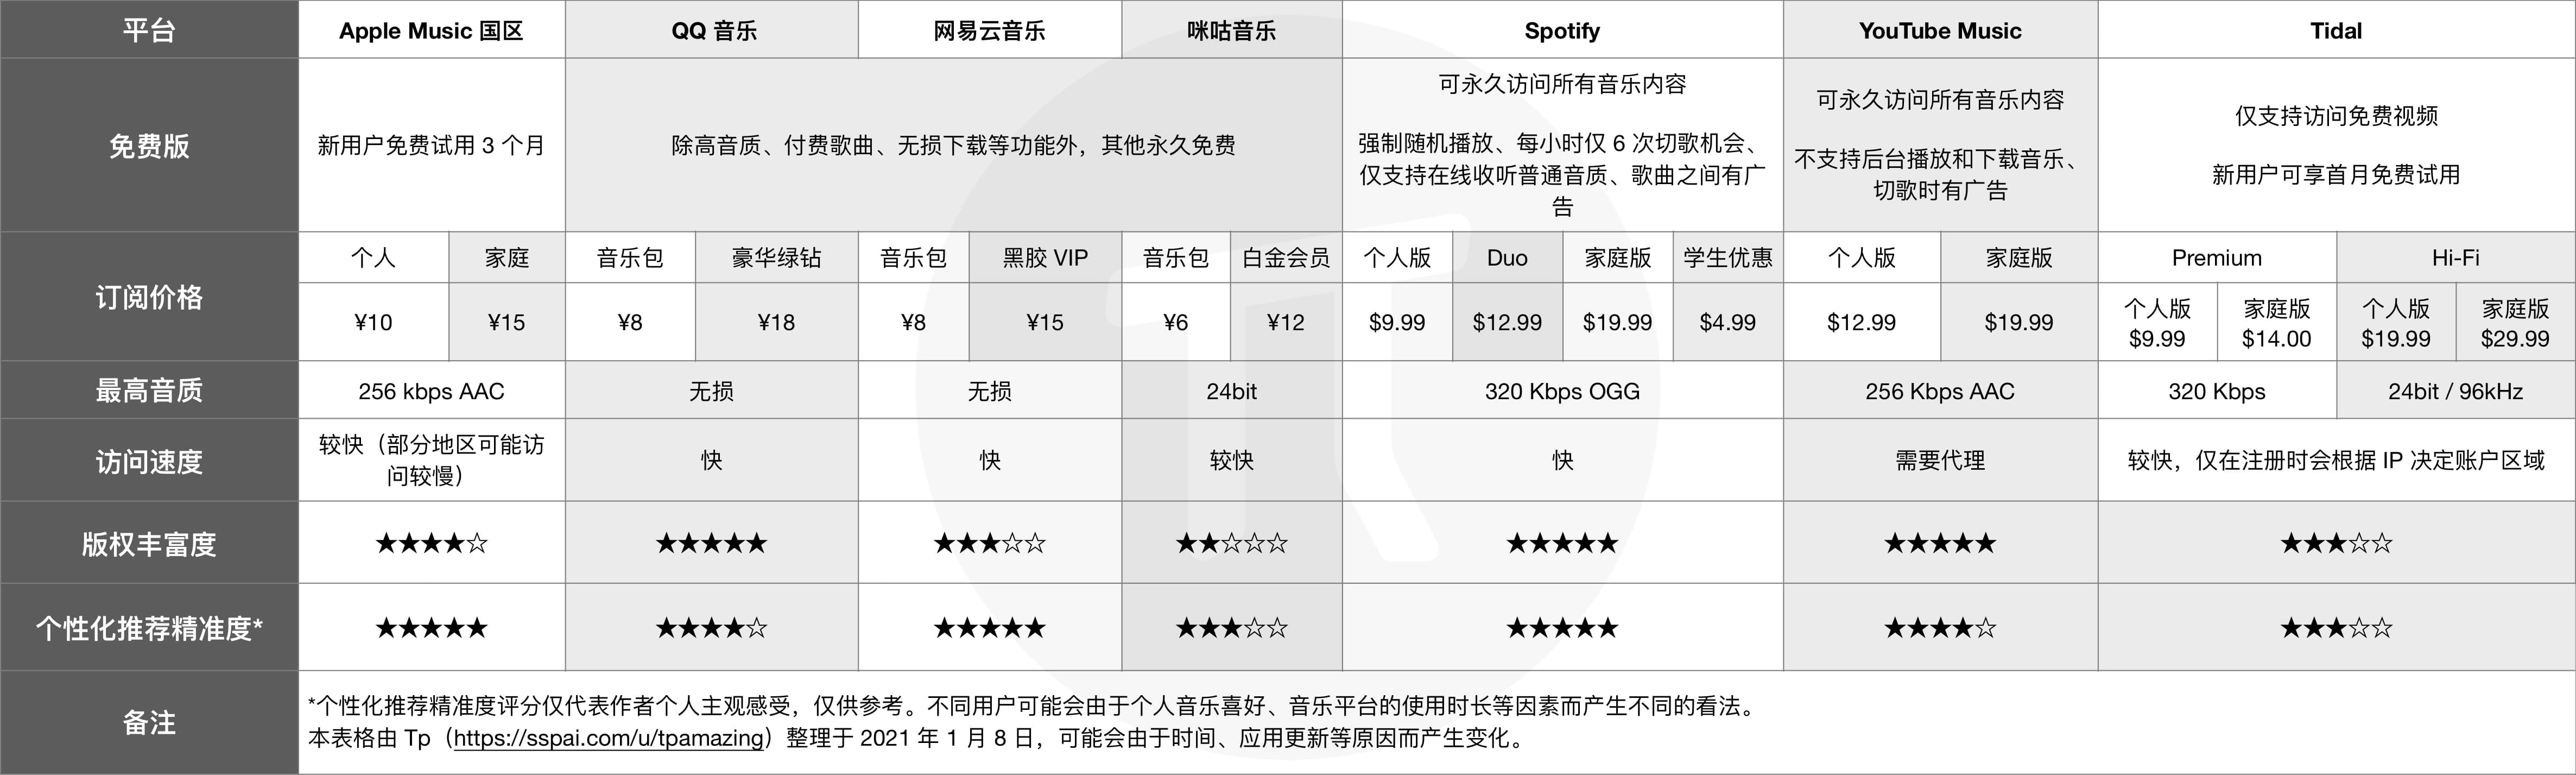 平台
Apple Music 国区
QQ 音乐
网易云音乐
咪咕音乐
Spotify
YouTube Music
Tidal
免费版
新用户免费试用 3 个月
除高音质、付费歌曲、无损下载等功能外，其他永久免费
可永久访问所有音乐内容
强制随机播放、每小时仅 6 次切歌机会、
仅支持在线收听普通音质、歌曲之间有广
告
可永久访问所有音乐内容
不支持后台播放和下载音乐、
切歌时有广告
仅支持访问免费视频
新用户可享首月免费试用
订阅价格
个人
家庭
音乐包
豪华绿钻
音乐包
黑胶 VIP
音乐包
白金会员
个人版
Duo
家庭版
学生优惠
个人版
家庭版
Premium
Hi-Fi
¥10
¥15
¥8
¥18
¥8
¥15
¥6
¥12
$9.99
$12.99
$19.99
$4.99
$12.99
$19.99
个人版
$9.99
家庭版
$14.00
个人版
$19.99
家庭版
$29.99
最高音质
256 kbps AAC
无损
无损
24bit
320 Kbps OGG
256 Kbps AAC
320 Kbps
24bit / 96kHz
访问速度
较快（部分地区可能访
问较慢）
快
快
较快
快
需要代理
较快，仅在注册时会根据 IP 决定账户区域
版权丰富度
★★★★☆
★★★★★
★★★☆☆
★★☆☆☆
★★★★★
★★★★★
★★★☆☆
个性化推荐精准度*
★★★★★
★★★★☆
★★★★★
★★★☆☆
★★★★★
★★★★☆
★★★☆☆
备注
*个性化推荐精准度评分仅代表作者个人主观感受，仅供参考。不同用户可能会由于个人音乐喜好、音乐平台的使用时长等因素而产生不同的看法。
本表格由 Tp（https://sspai.com/u/tpamazing）整理于 2021 年 1 月 8 日，可能会由于时间、应用更新等原因而产生变化。